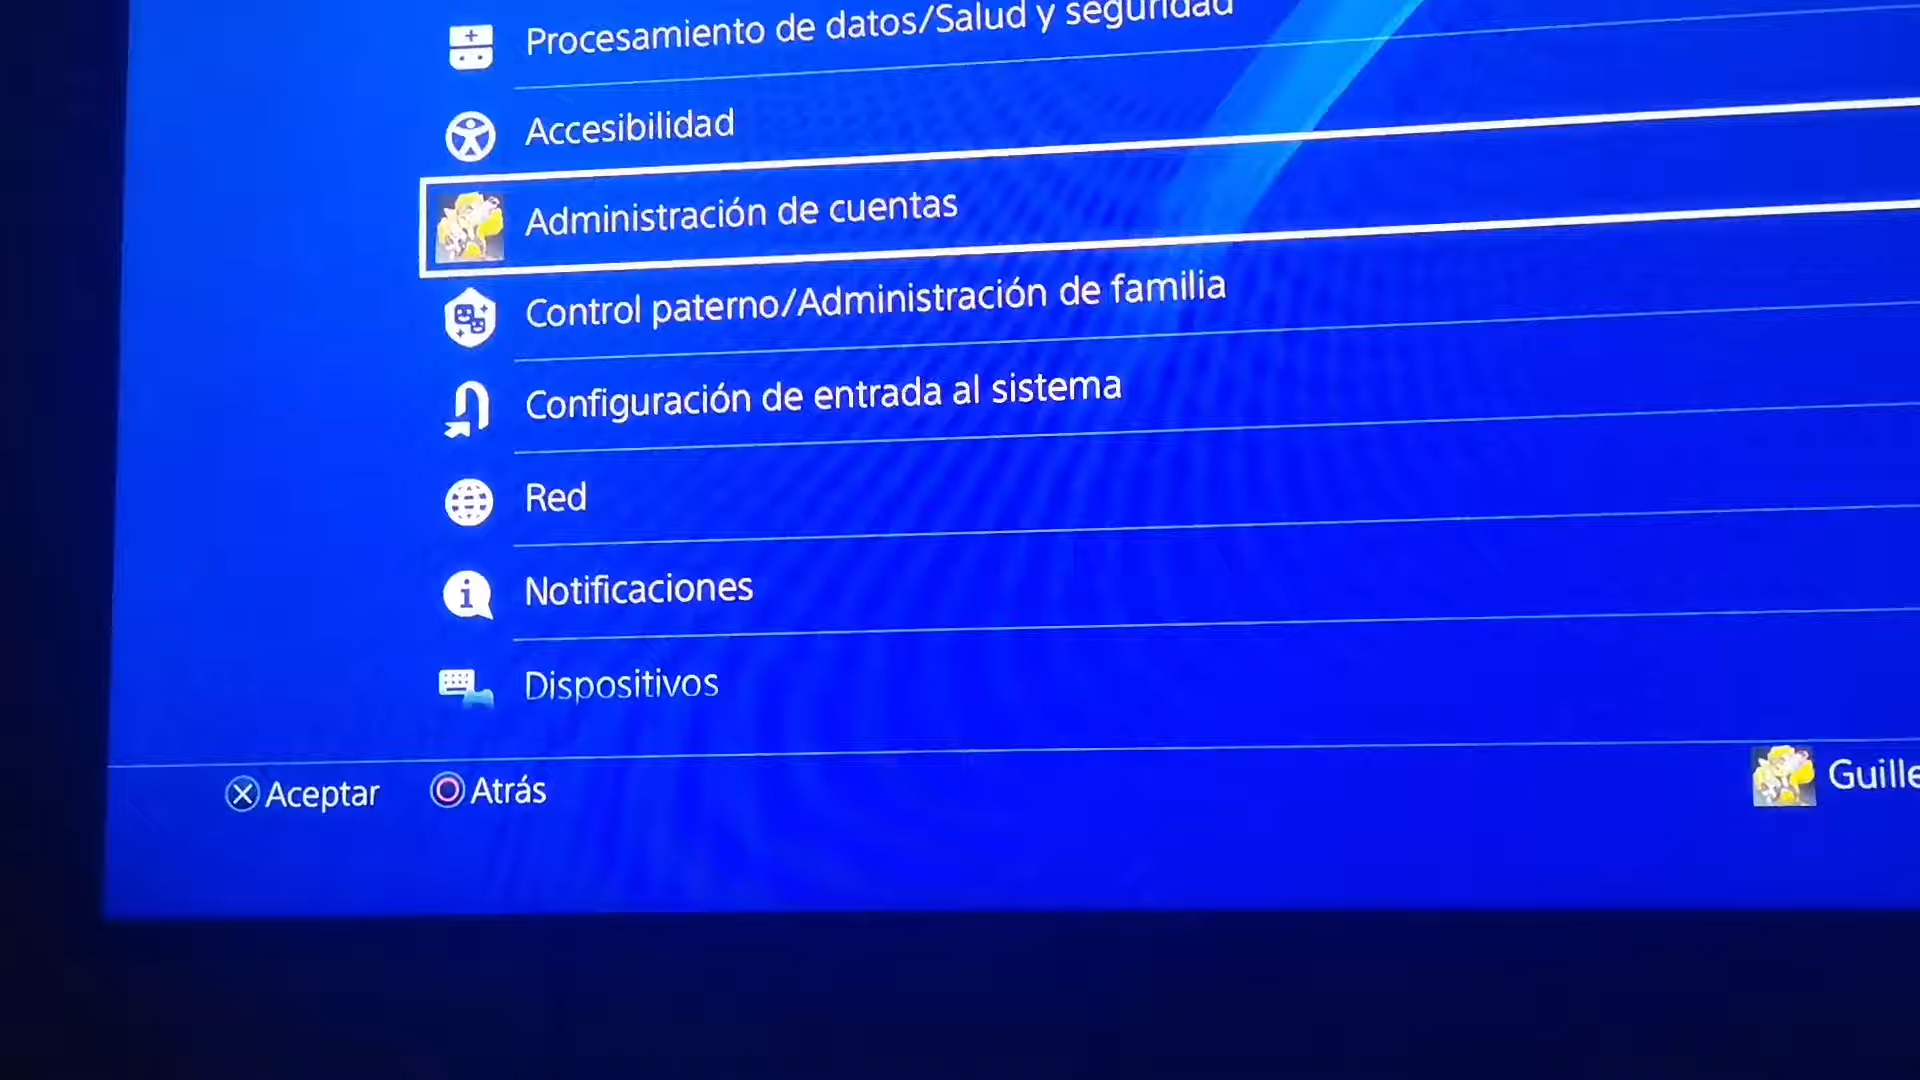 Procesamiento de datos/Salud y seguridad
Accesibilidad
Administración de cuentas
Control paterno/Administración de familia
Configuración de entrada al sistema
Red
Notificaciones
Dispositivos
Aceptar Atrás
Guille